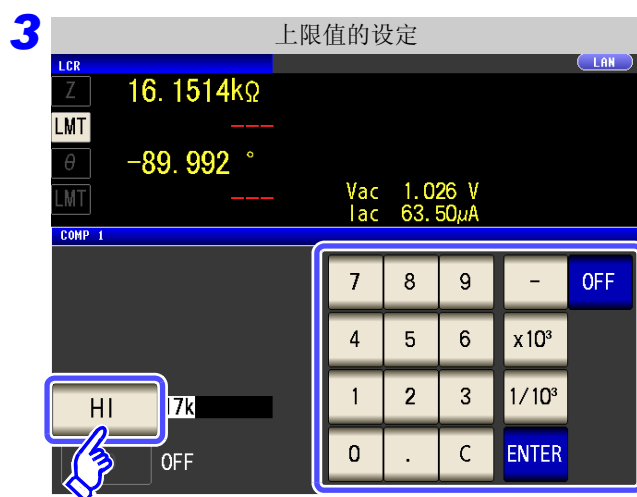 3 上限值的设定
LCR LAN
Z 16.1514kΩ
LMT ---
θ -89.992 °
LMT ---
Vac 1.026 V
Iac 63.50μA
COMP 1
7 8 9 - OFF
4 5 6 x10³
1 2 3 1/10³
HI 17k
0 . C ENTER
OFF